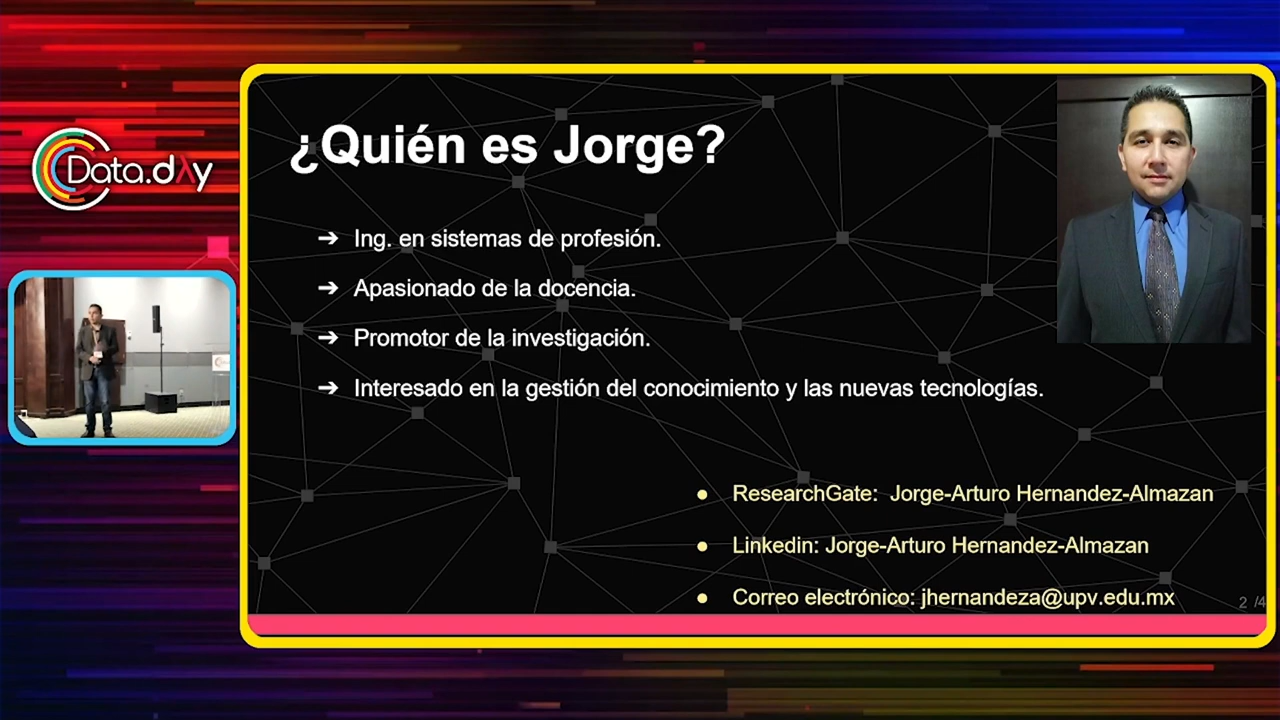 Data.dAy
¿Quién es Jorge?
➔ Ing. en sistemas de profesión.
➔ Apasionado de la docencia.
➔ Promotor de la investigación.
➔ Interesado en la gestión del conocimiento y las nuevas tecnologías.
● ResearchGate: Jorge-Arturo Hernandez-Almazan
● Linkedin: Jorge-Arturo Hernandez-Almazan
● Correo electrónico: jhernandeza@upv.edu.mx
2 /4